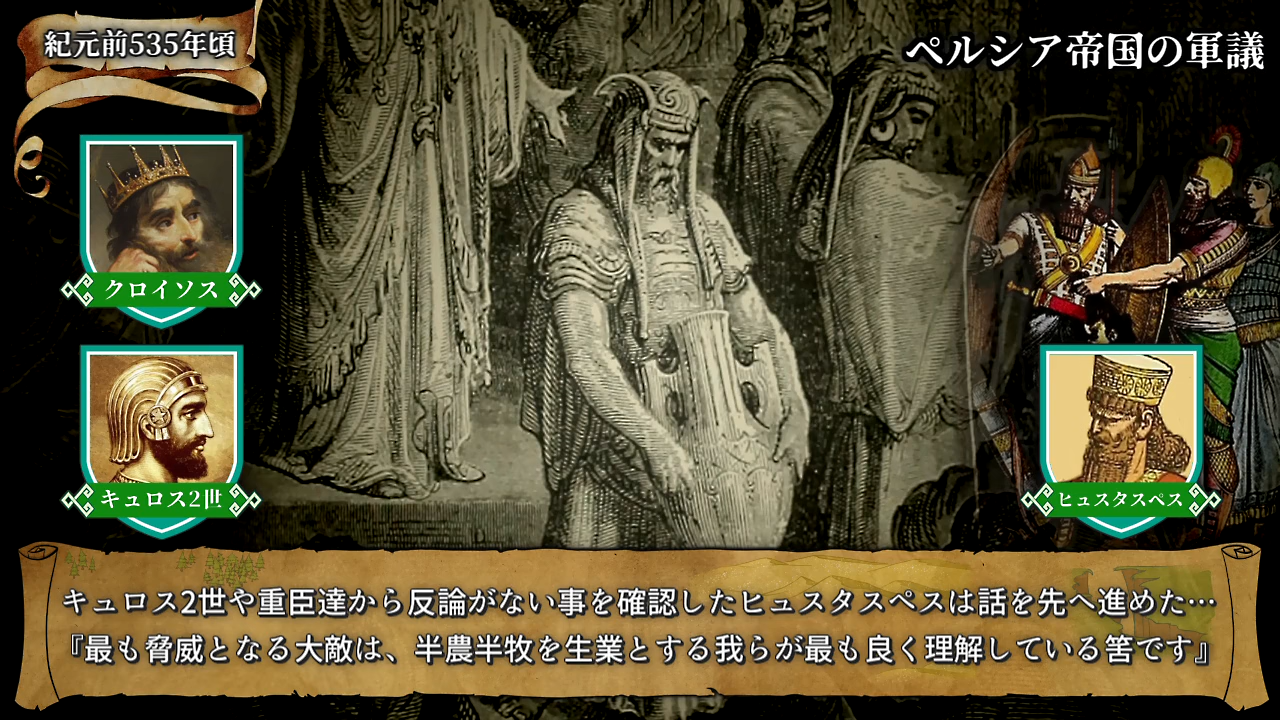 紀元前535年頃
ペルシア帝国の軍議
クロイソス
キュロス2世
ヒュスタスペス
キュロス2世や重臣達から反論がない事を確認したヒュスタスペスは話を先へ進めた…
『最も脅威となる大敵は、半農半牧を生業とする我らが最も良く理解している筈です』